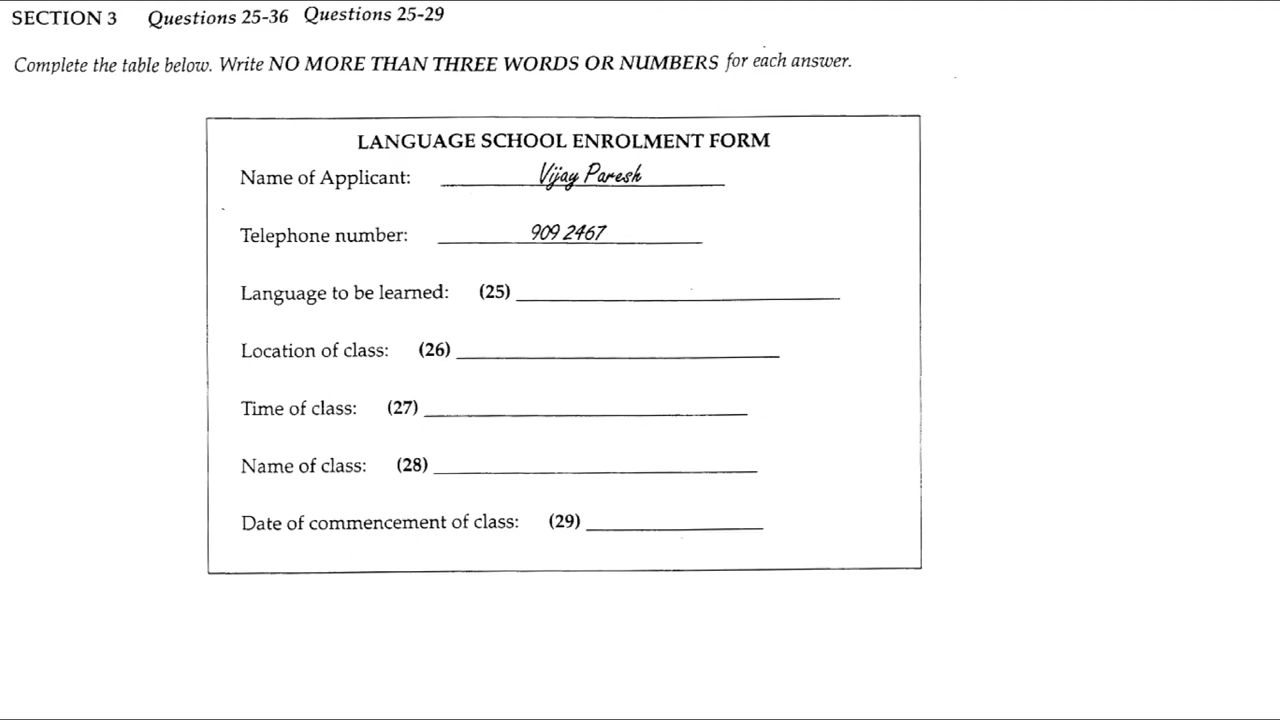 SECTION 3 Questions 25-36 Questions 25-29
Complete the table below. Write NO MORE THAN THREE WORDS OR NUMBERS for each answer.
LANGUAGE SCHOOL ENROLMENT FORM
Name of Applicant: Vijay Paresh
Telephone number: 909 2467
Language to be learned: (25)
Location of class: (26)
Time of class: (27)
Name of class: (28)
Date of commencement of class: (29)